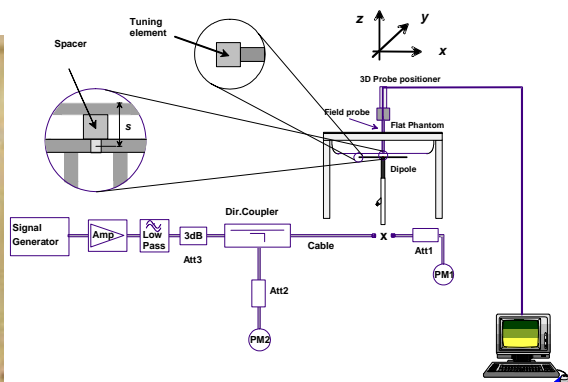 Tuning
element
Spacer
s
z
y
x
3D Probe positioner
Field probe
Flat Phantom
Dipole
Signal
Generator
Amp
Low
Pass
3dB
Att3
Dir.Coupler
Cable
x
Att1
PM1
Att2
PM2